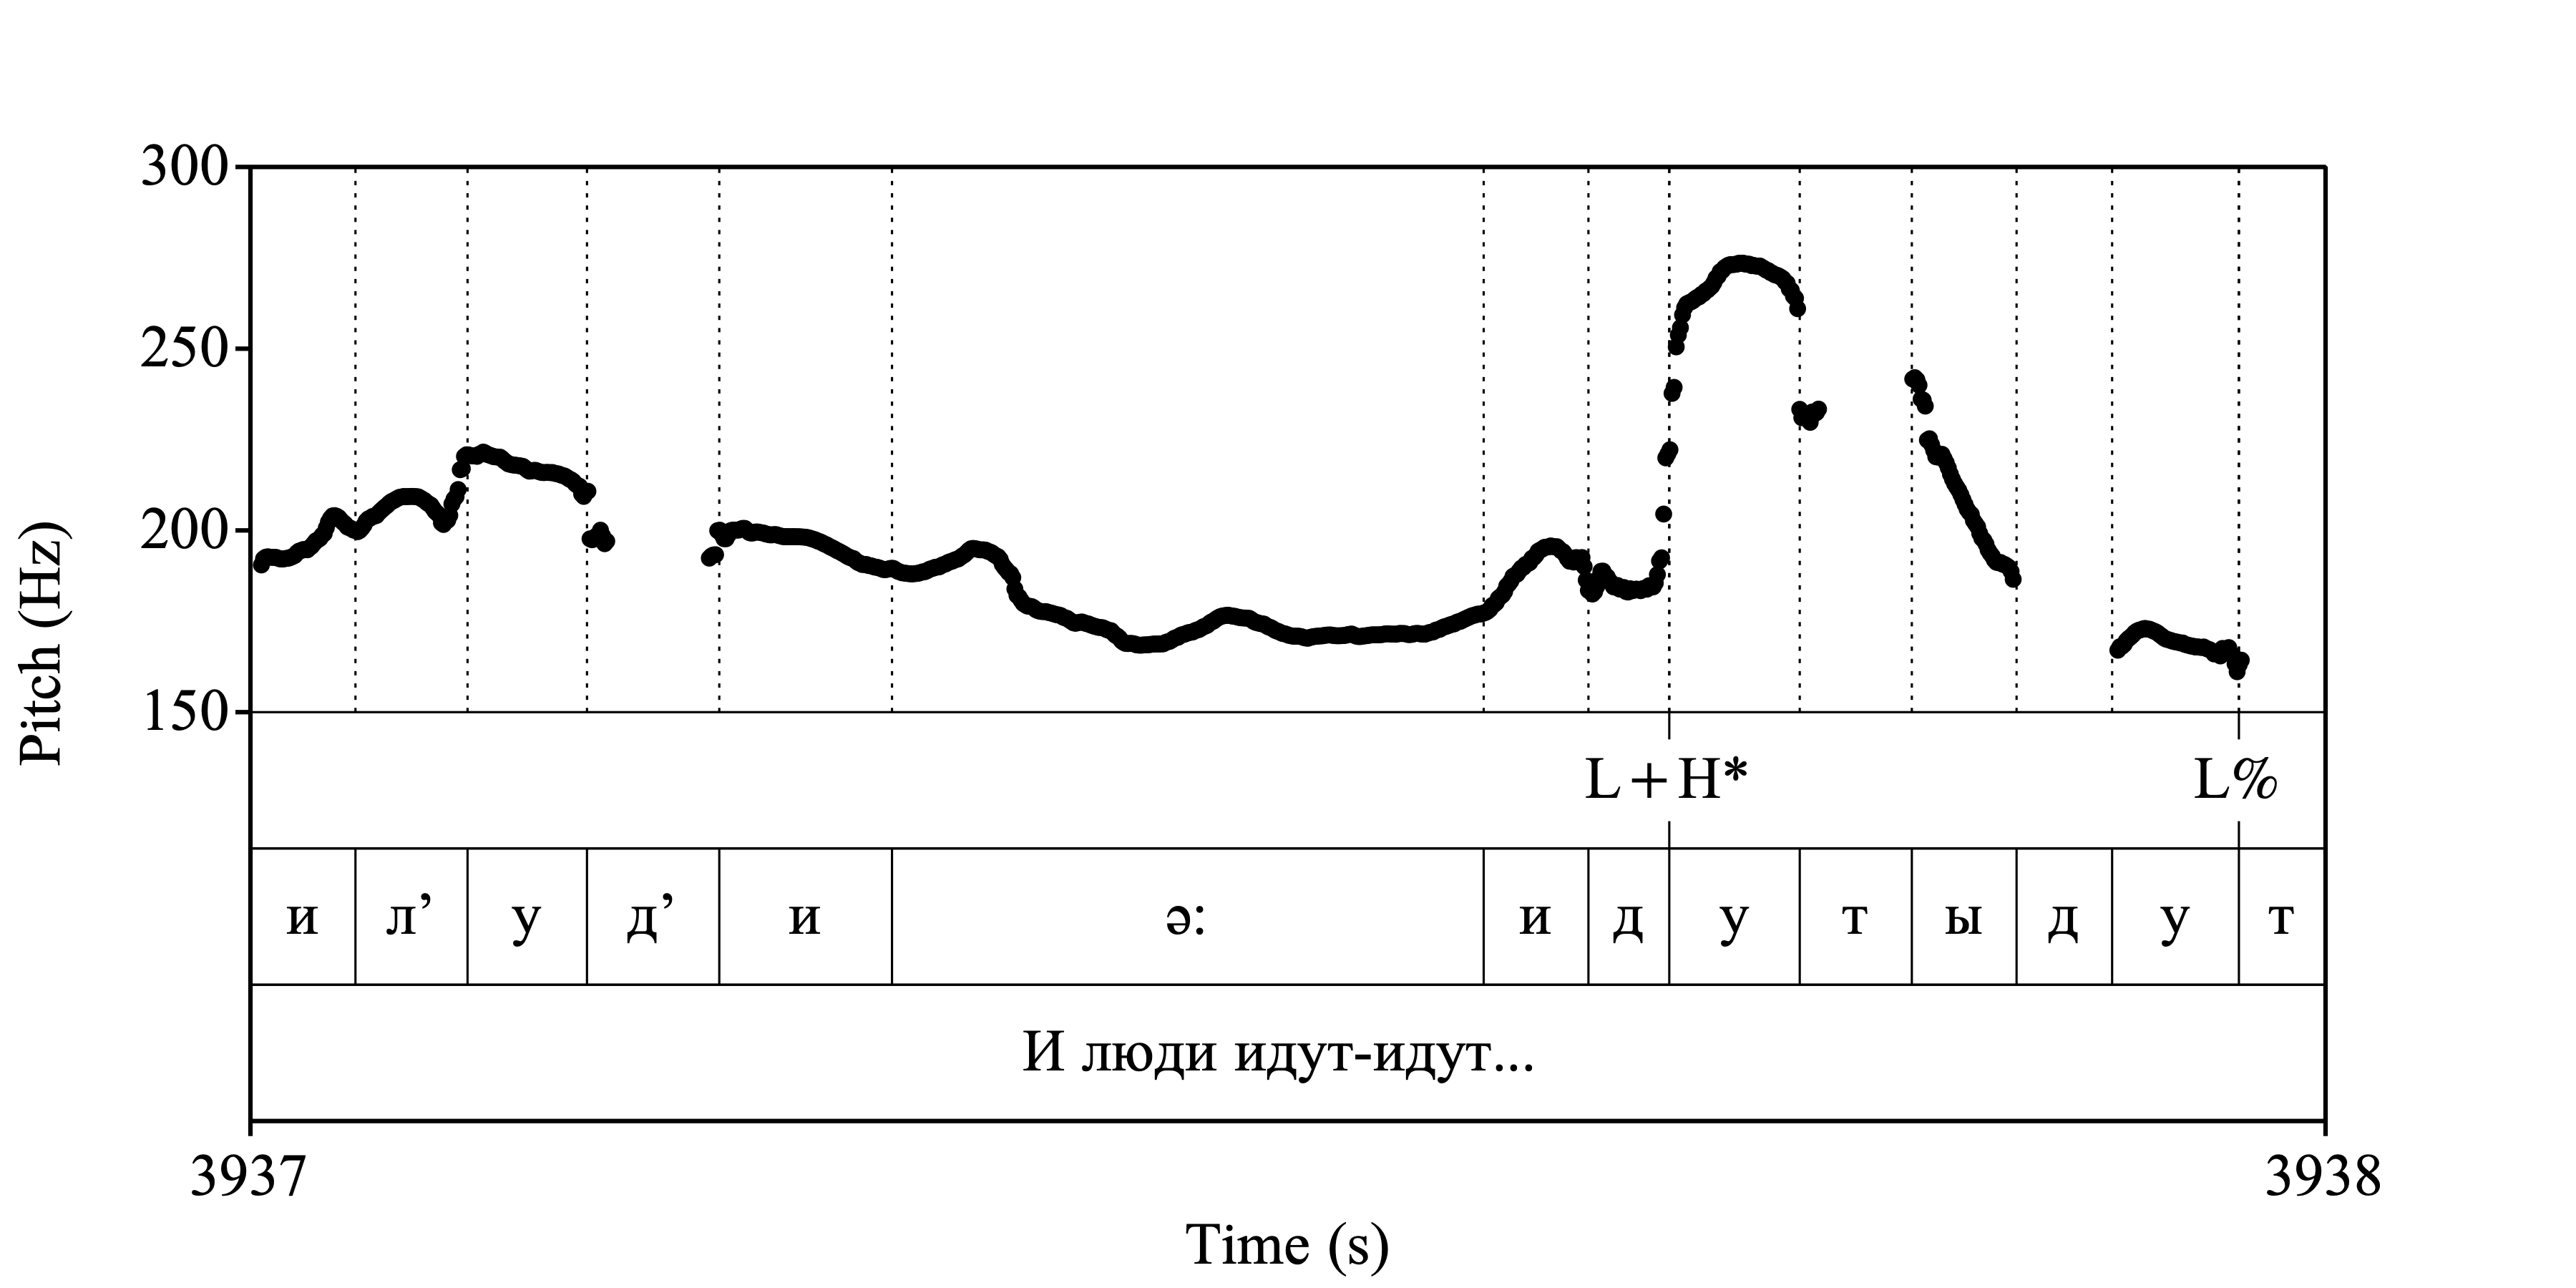 300
250
200
150
Pitch (Hz)
L+H* L%
и л’ у д’ и ə: и д у т ы д у т
И люди идут-идут...
3937 3938
Time (s)